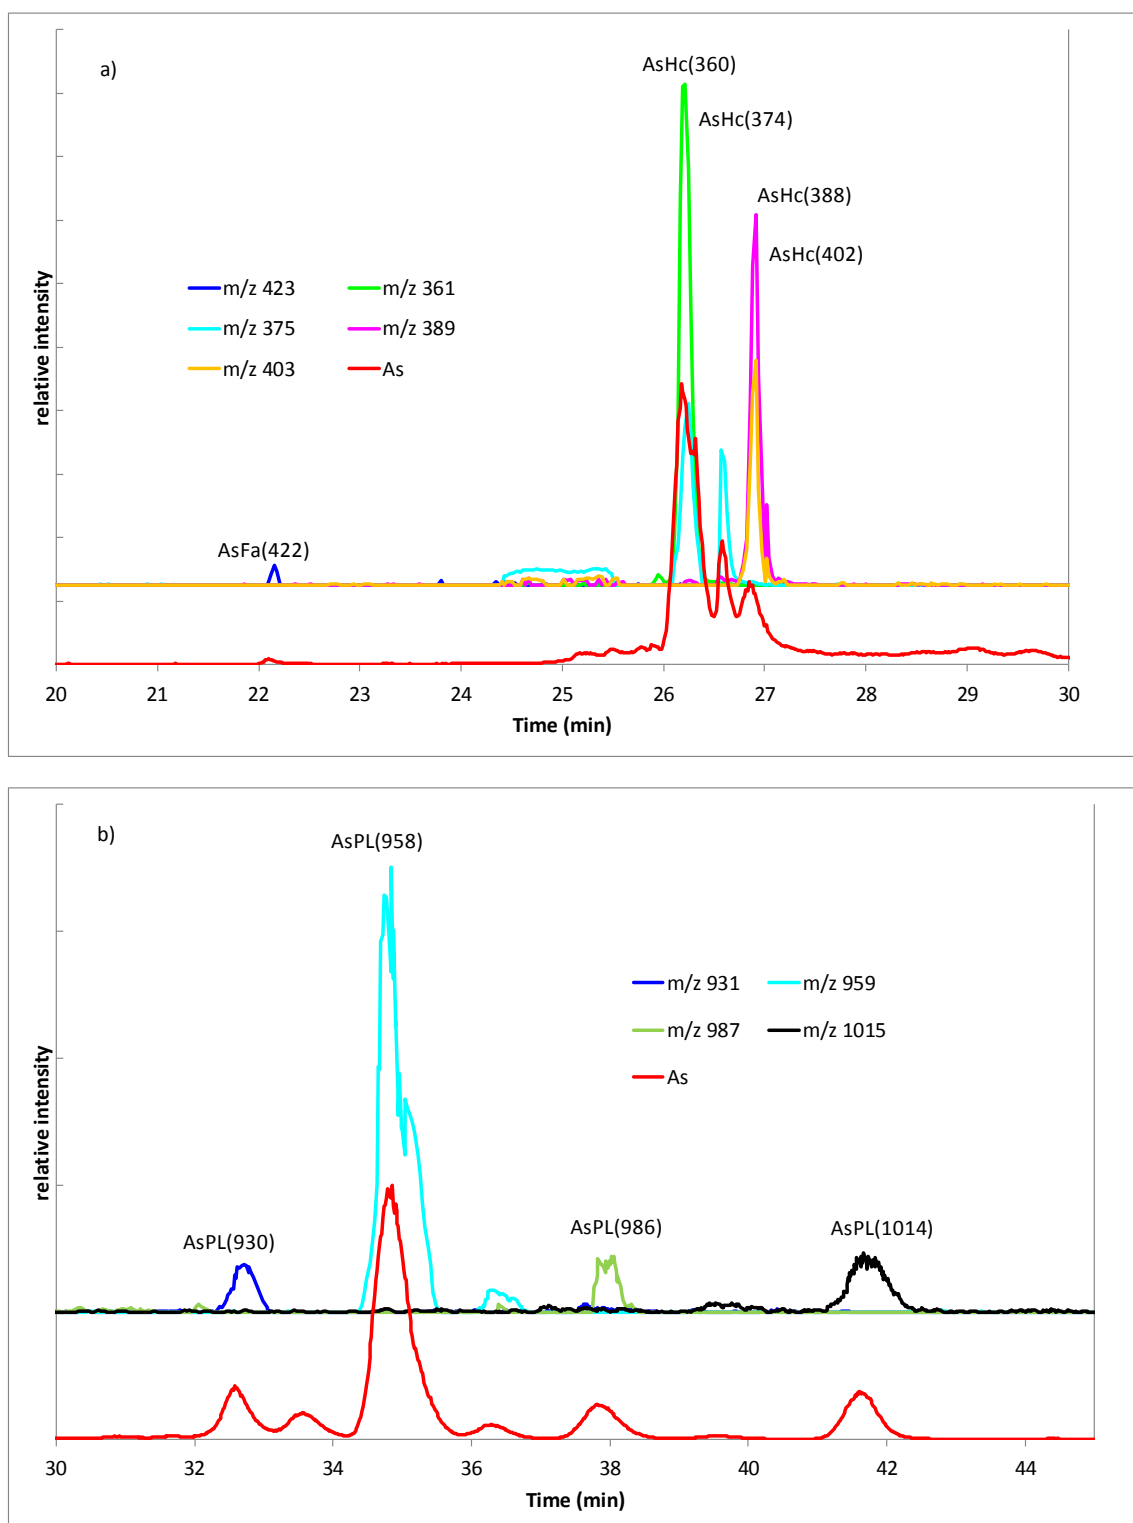 a)
AsHc(360)
AsHc(374)
AsHc(388)
AsHc(402)
m/z 423 m/z 361
m/z 375 m/z 389
m/z 403 As
AsFa(422)
relative intensity
20 21 22 23 24 25 26 27 28 29 30
Time (min)
b)
AsPL(958)
m/z 931 m/z 959
m/z 987 m/z 1015
As
AsPL(930)
AsPL(986)
AsPL(1014)
relative intensity
30 32 34 36 38 40 42 44
Time (min)